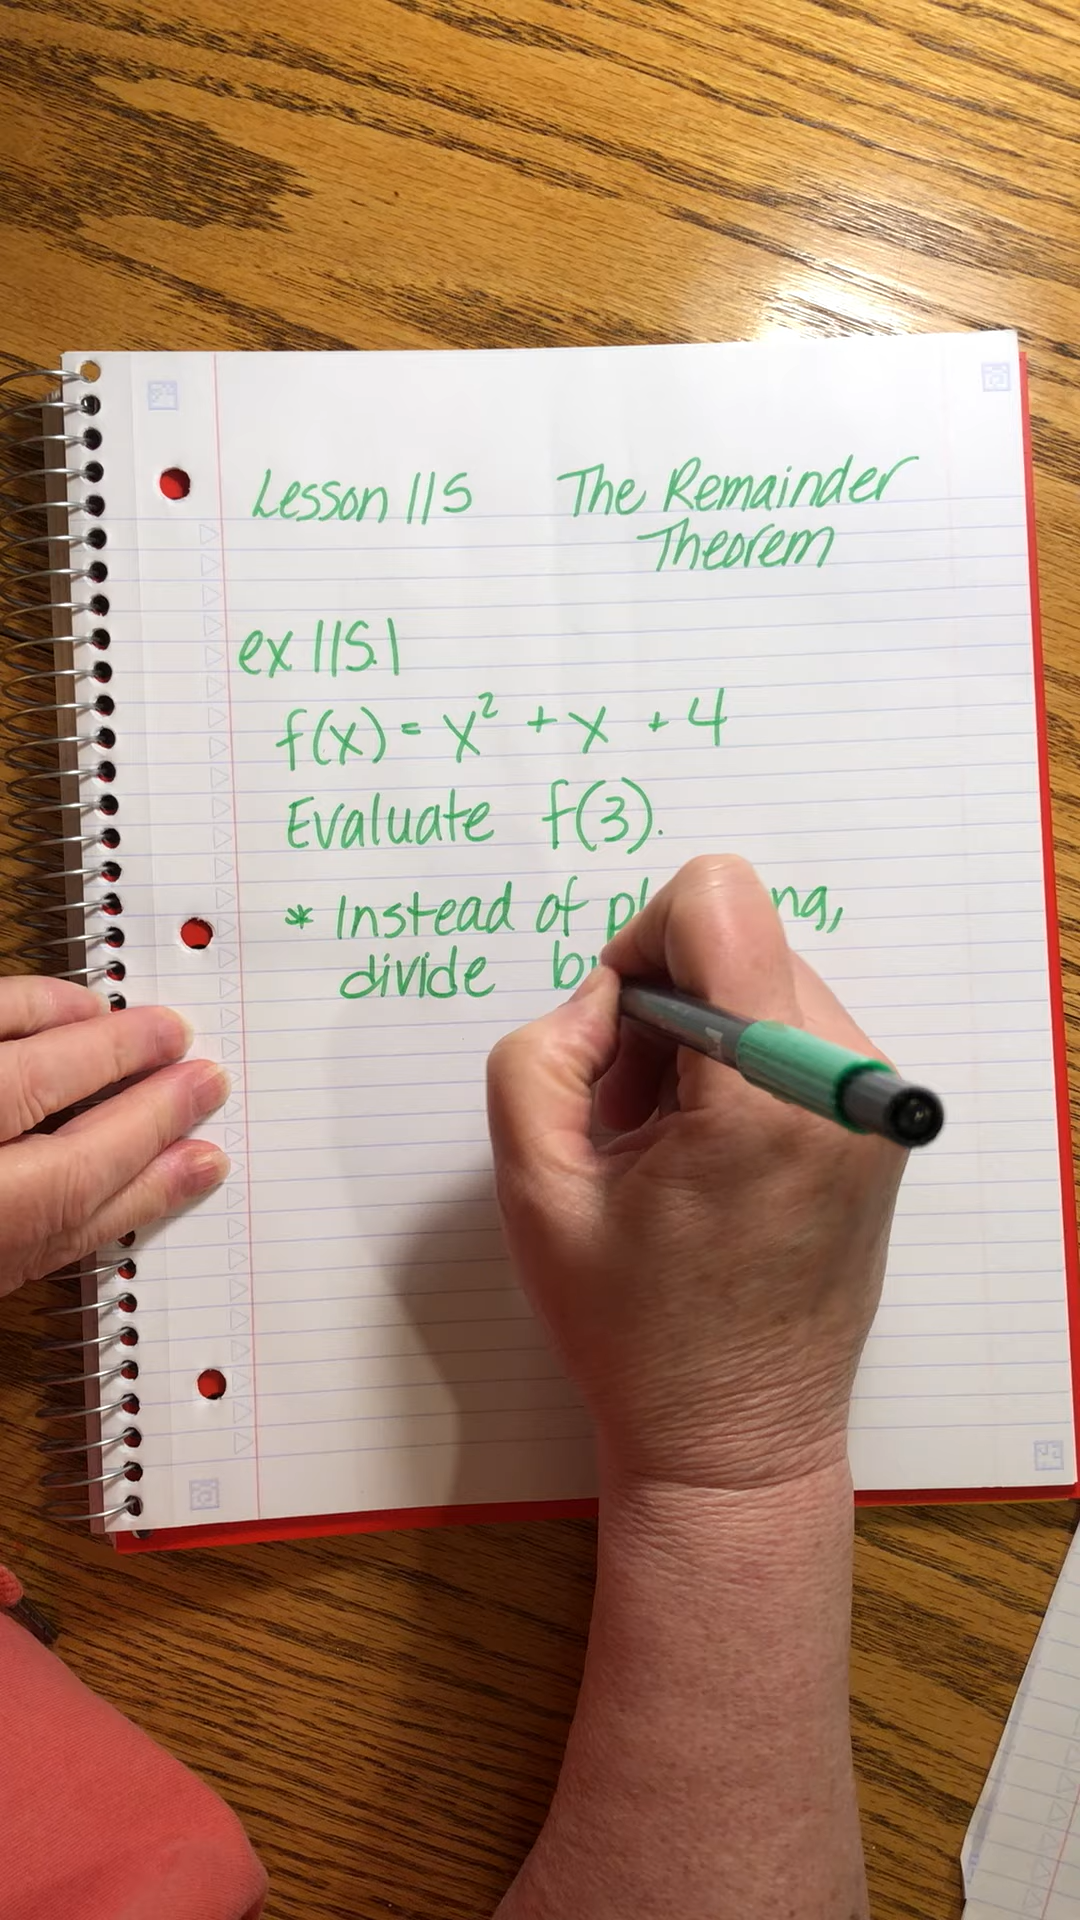 Lesson 115 The Remainder
Theorem
ex 115.1
f(x) = x² + x + 4
Evaluate f(3).
* Instead of
divide